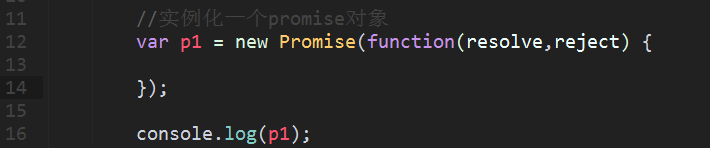 11 //实例化一个promise对象
12 var p1 = new Promise(function(resolve,reject) {
13
14 });
15
16 console.log(p1);